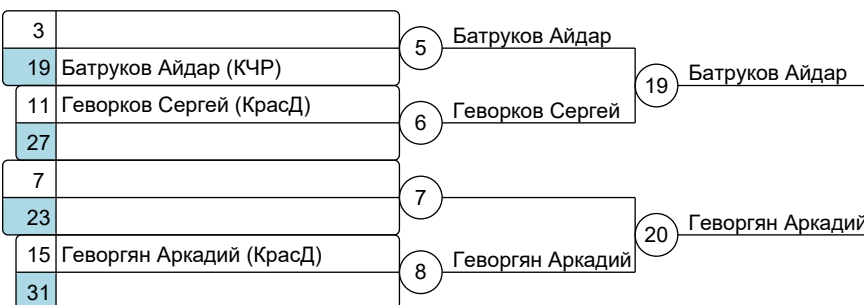 3
5 Батруков Айдар
19 Батруков Айдар (КЧР)
19 Батруков Айдар
11 Геворков Сергей (КрасД)
6 Геворков Сергей
27
7
7
23
20 Геворгян Аркадий
15 Геворгян Аркадий (КрасД)
8 Геворгян Аркадий
31